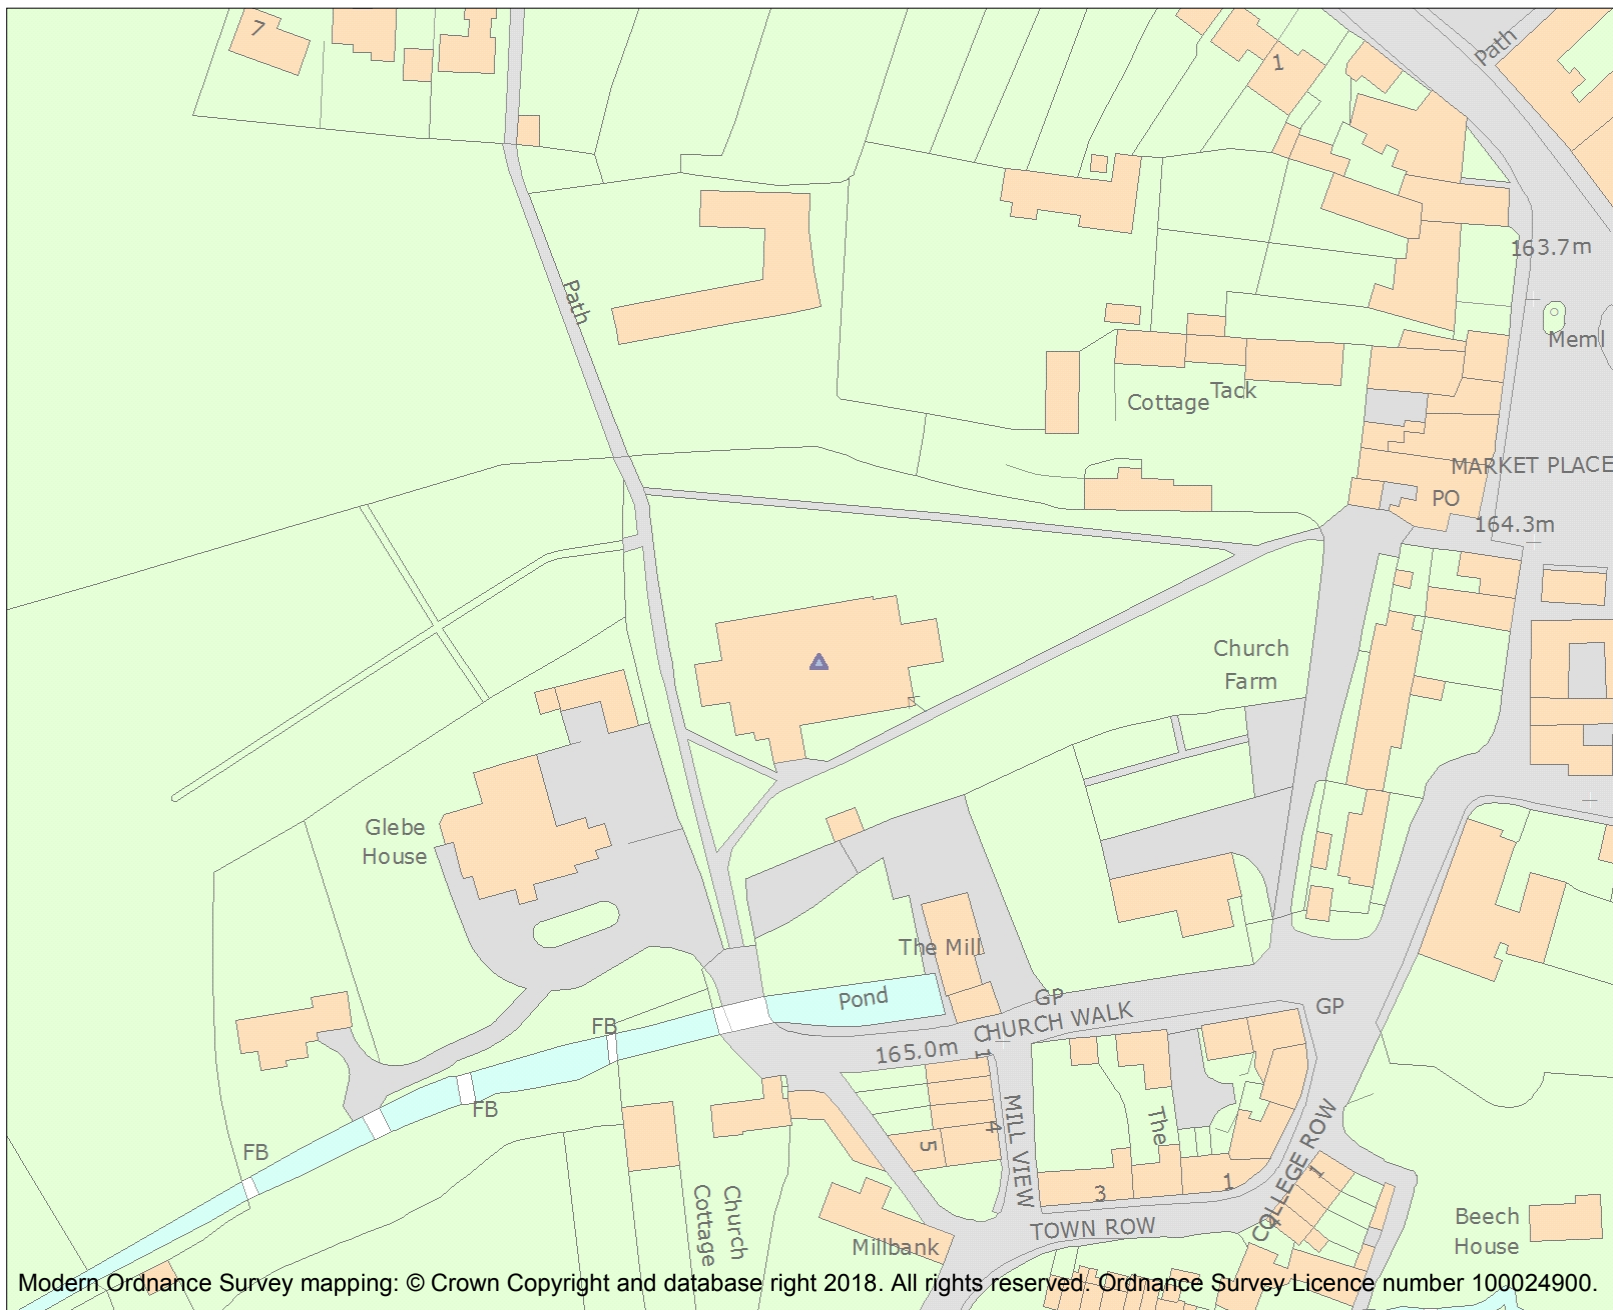 7
1
Path
163.7m
Path
Meml
Tack
Cottage
MARKET PLACE
PO
164.3m
Church
Farm
Glebe
House
The Mill
Pond
GP
GP
CHURCH WALK
FB
165.0m
1
FB
MILL VIEW
4
5
The
FB
3
1
COLLEGE ROW
1
4
TOWN ROW
Church
Cottage
Millbank
Beech
House
Modern Ordnance Survey mapping: © Crown Copyright and database right 2018. All rights reserved. Ordnance Survey Licence number 100024900.